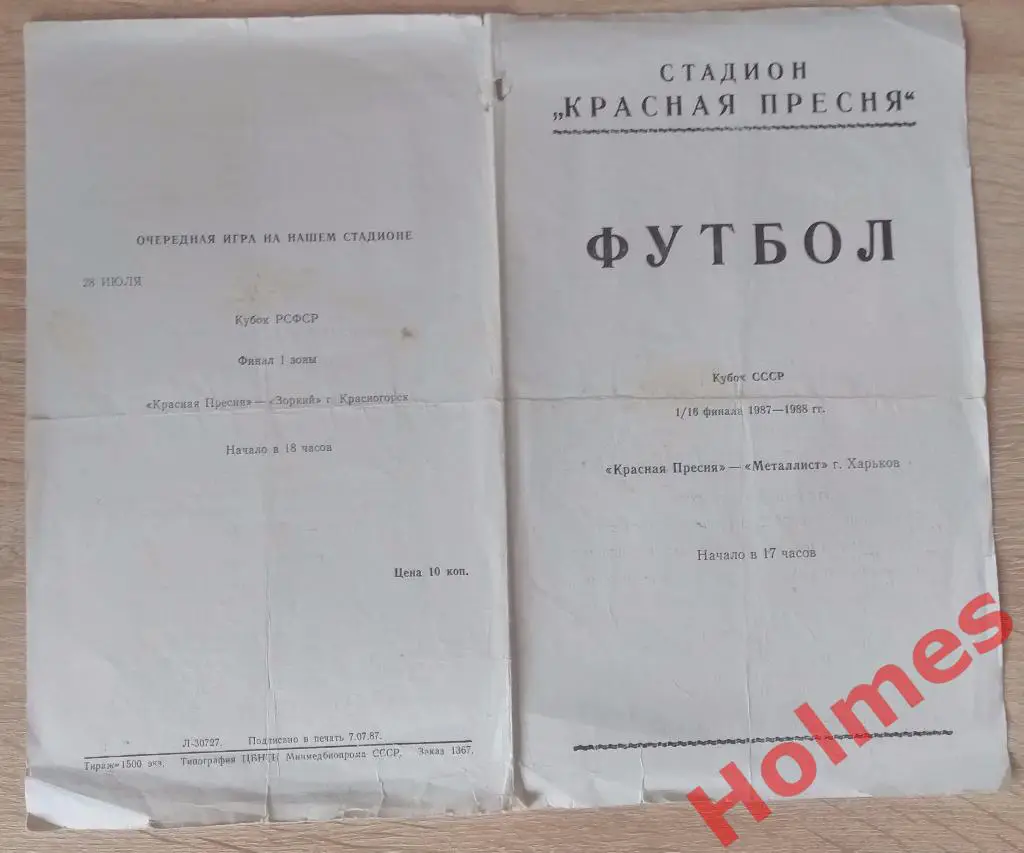 ОЧЕРЕДНАЯ ИГРА НА НАШЕМ СТАДИОНЕ
28 ИЮЛЯ
Кубок РСФСР
Финал 1 зоны
«Красная Пресня» — «Зоркий» г. Красногорск
Начало в 18 часов
Цена 10 коп.
Л-30727. Подписано в печать 7.07.87.
Тираж=1500 экз. Типография Минмедбиопрома СССР, Заказ 1367.
СТАДИОН
„КРАСНАЯ ПРЕСНЯ“
ФУТБОЛ
Кубок СССР
1/16 финала 1987—1988 гг.
«Красная Пресня» — «Металлист» г. Харьков
Начало в 17 часов
Holmes